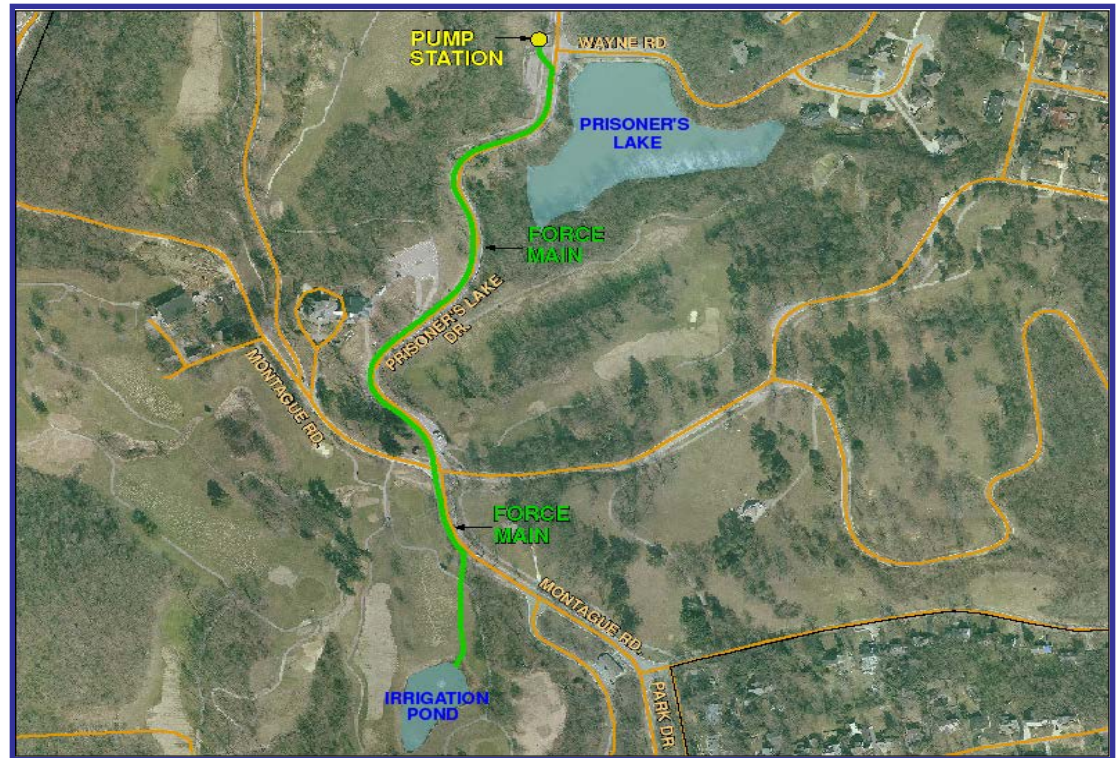 PUMP
STATION
WAYNE RD
PRISONER'S
LAKE
FORCE
MAIN
PRISONER'S LAKE
DR.
MONTAGUE RD.
FORCE
MAIN
MONTAGUE RD.
IRRIGATION
POND
PARK DR.